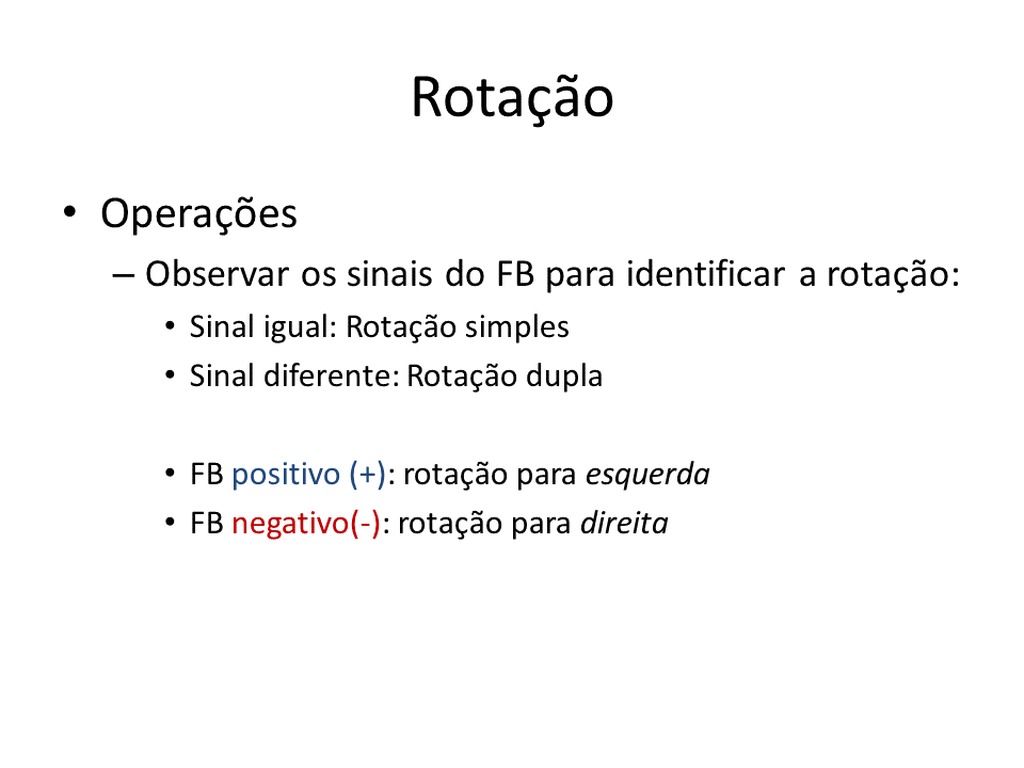 Rotação
• Operações
– Observar os sinais do FB para identificar a rotação:
• Sinal igual: Rotação simples
• Sinal diferente: Rotação dupla
• FB positivo (+): rotação para esquerda
• FB negativo(-): rotação para direita